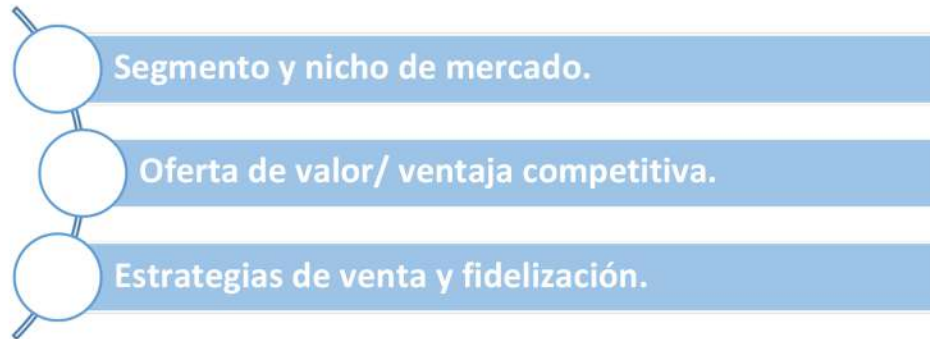 Segmento y nicho de mercado.
Oferta de valor/ ventaja competitiva.
Estrategias de venta y fidelización.